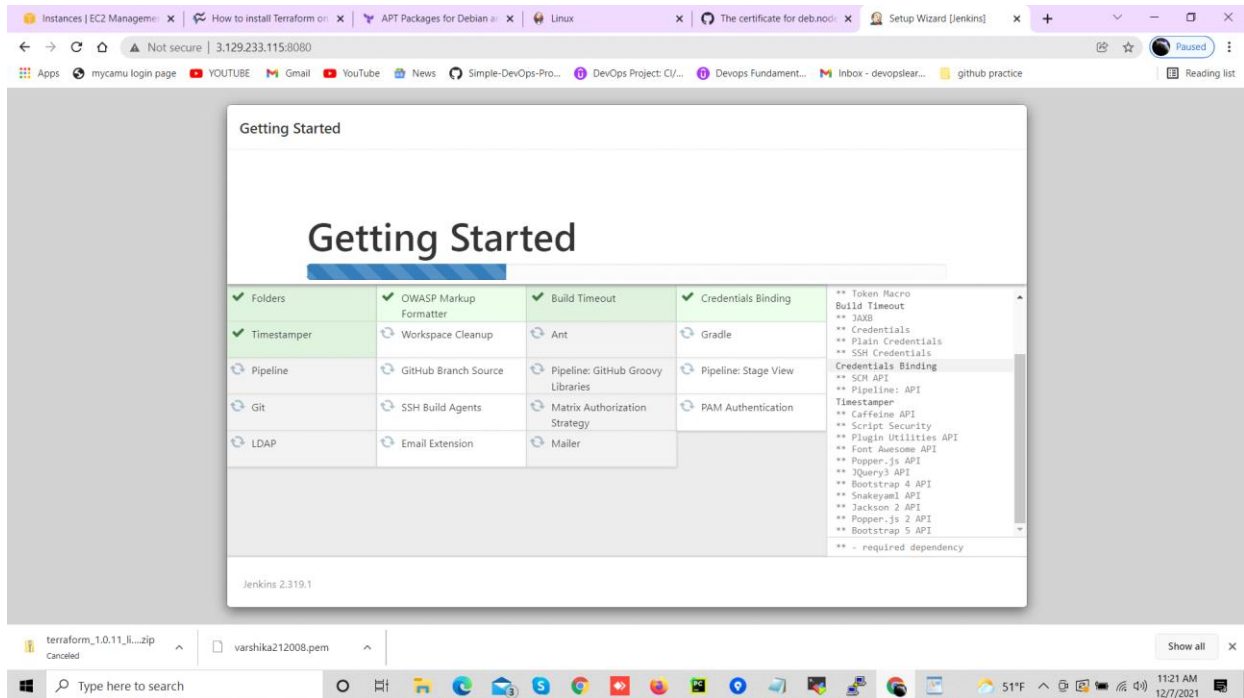 Instances | EC2 Manageme
How to install Terraform on
APT Packages for Debian a
Linux
The certificate for deb.node
Setup Wizard [Jenkins]
Not secure | 3.129.233.115:8080
Paused
Apps
mycamu login page
YOUTUBE
Gmail
YouTube
News
Simple-DevOps-Pro...
DevOps Project: CI/...
Devops Fundament...
Inbox - devopslear...
github practice
Reading list
Getting Started
Getting Started
Folders
OWASP Markup
Formatter
Build Timeout
Credentials Binding
Timestamper
Workspace Cleanup
Ant
Gradle
Pipeline
GitHub Branch Source
Pipeline: GitHub Groovy
Libraries
Pipeline: Stage View
Git
SSH Build Agents
Matrix Authorization
Strategy
PAM Authentication
LDAP
Email Extension
Mailer
** Token Macro
Build Timeout
** JAXB
** Credentials
** Plain Credentials
** SSH Credentials
Credentials Binding
** SCM API
** Pipeline: API
Timestamper
** Caffeine API
** Script Security
** Plugin Utilities API
** Font Awesome API
** Popper.js API
** JQuery3 API
** Bootstrap 4 API
** Snakeyaml API
** Jackson 2 API
** Popper.js 2 API
** Bootstrap 5 API
** - required dependency
Jenkins 2.319.1
terraform_1.0.11_li....zip
Canceled
varshika212008.pem
Show all
Type here to search
51°F
11:21 AM
12/7/2021